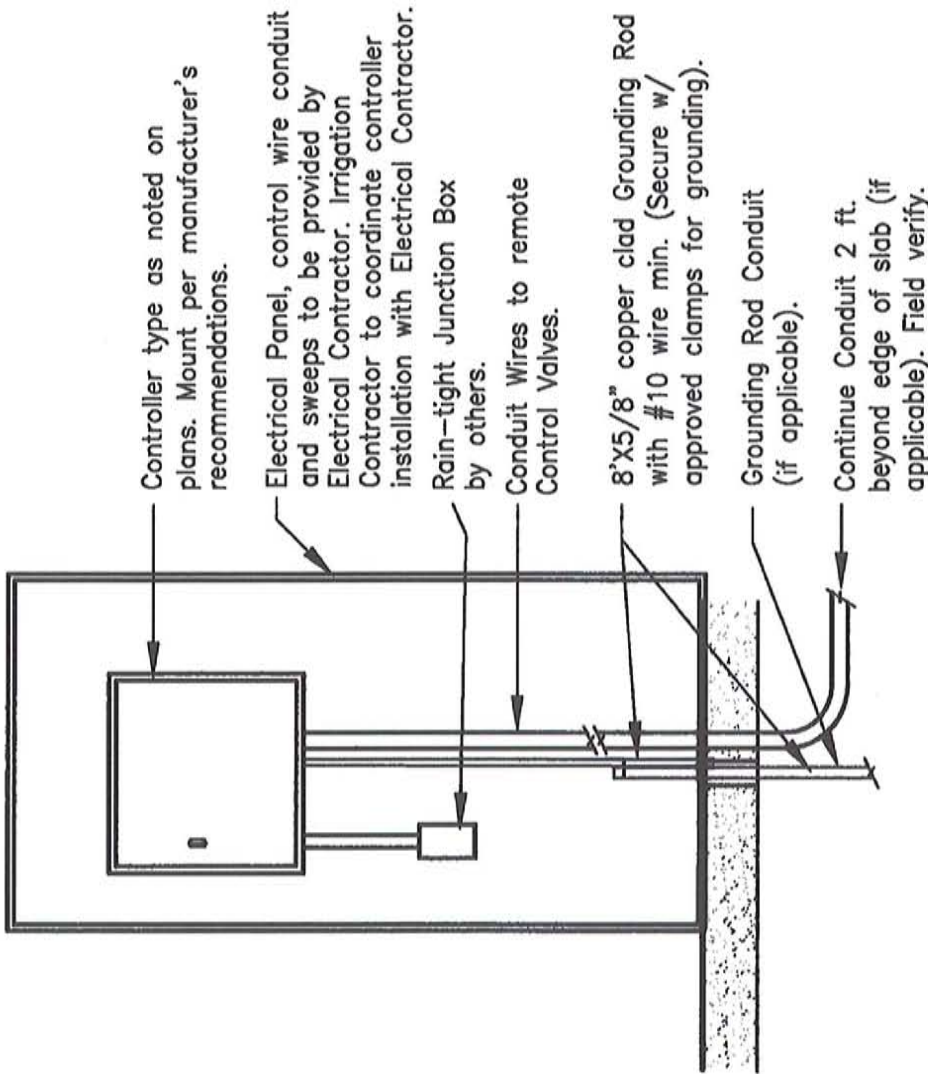 Controller type as noted on
plans. Mount per manufacturer's
recommendations.
Electrical Panel, control wire conduit
and sweeps to be provided by
Electrical Contractor. Irrigation
Contractor to coordinate controller
installation with Electrical Contractor.
Rain-tight Junction Box
by others.
Conduit Wires to remote
Control Valves.
8'X5/8" copper clad Grounding Rod
with #10 wire min. (Secure w/
approved clamps for grounding).
Grounding Rod Conduit
(if applicable).
Continue Conduit 2 ft.
beyond edge of slab (if
applicable). Field verify.